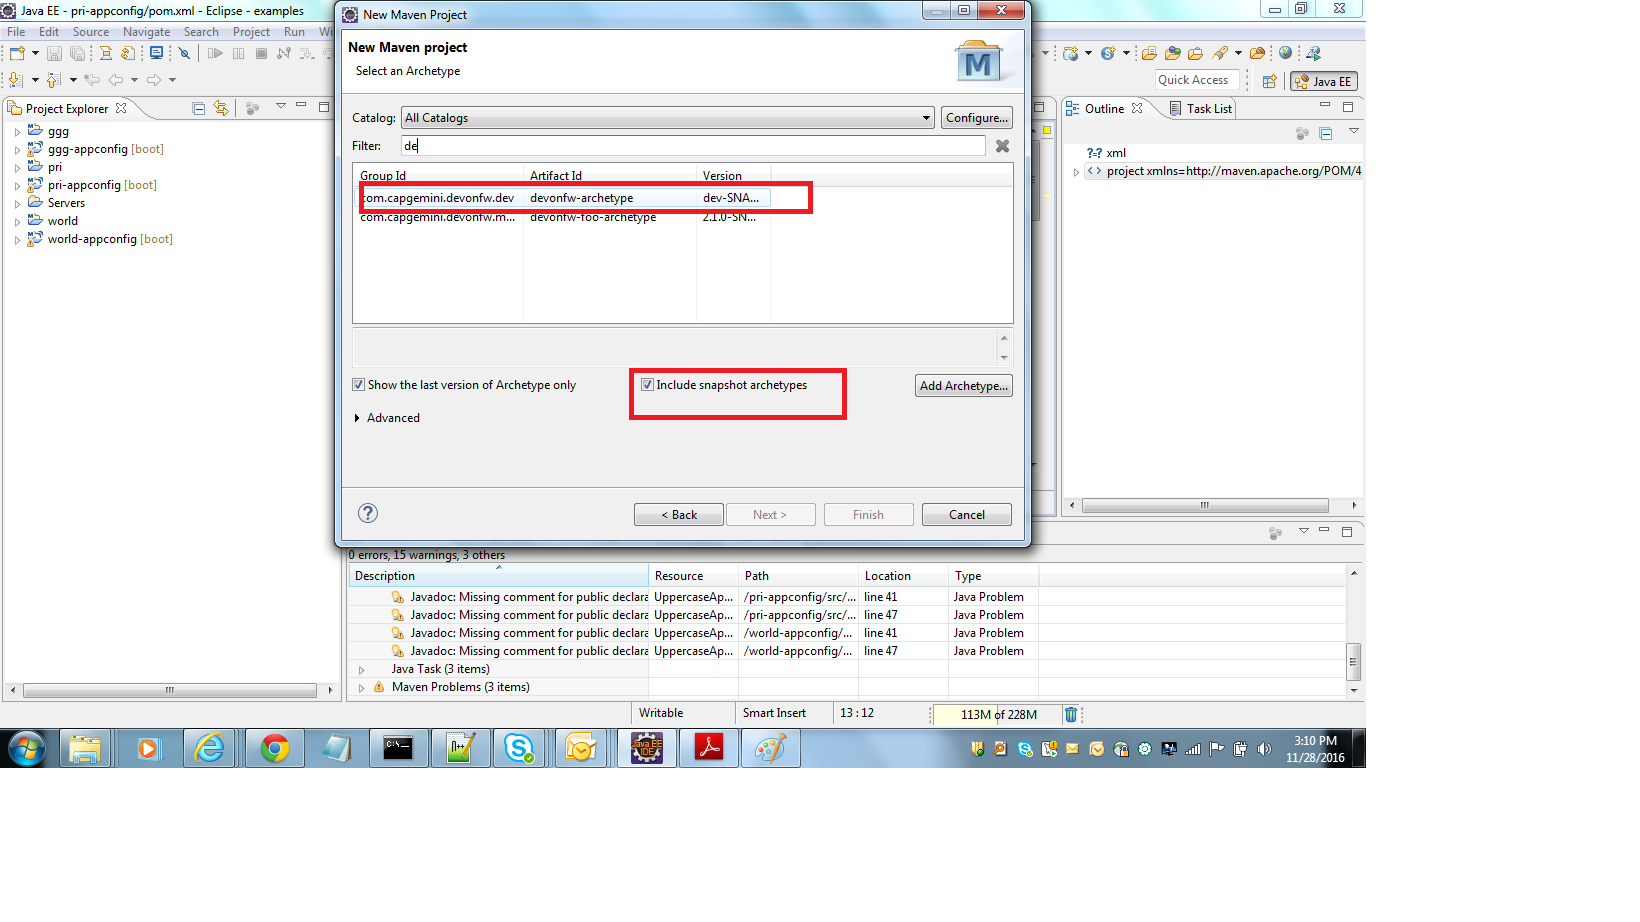 Java EE - pri-appconfig/pom.xml - Eclipse - examples
File Edit Source Navigate Search Project Run
Quick Access
Java EE
Project Explorer
ggg
ggg-appconfig [boot]
pri
pri-appconfig [boot]
Servers
world
world-appconfig [boot]
New Maven Project
New Maven project
Select an Archetype
M
Catalog: All Catalogs Configure...
Filter: de
Group Id Artifact Id Version
com.capgemini.devonfw.dev devonfw-archetype dev-SNA...
com.capgemini.devonfw.m... devonfw-foo-archetype 2.1.0-SN...
Show the last version of Archetype only Include snapshot archetypes Add Archetype...
Advanced
< Back Next > Finish Cancel
Outline Task List
xml
project xmlns=http://maven.apache.org/POM/4
0 errors, 15 warnings, 3 others
Description Resource Path Location Type
Javadoc: Missing comment for public declara UppercaseAp... /pri-appconfig/src/... line 41 Java Problem
Javadoc: Missing comment for public declara UppercaseAp... /pri-appconfig/src/... line 47 Java Problem
Javadoc: Missing comment for public declara UppercaseAp... /world-appconfig/... line 41 Java Problem
Javadoc: Missing comment for public declara UppercaseAp... /world-appconfig/... line 47 Java Problem
Java Task (3 items)
Maven Problems (3 items)
Writable Smart Insert 13 : 12 113M of 228M
Java EE
IDE
3:10 PM
11/28/2016